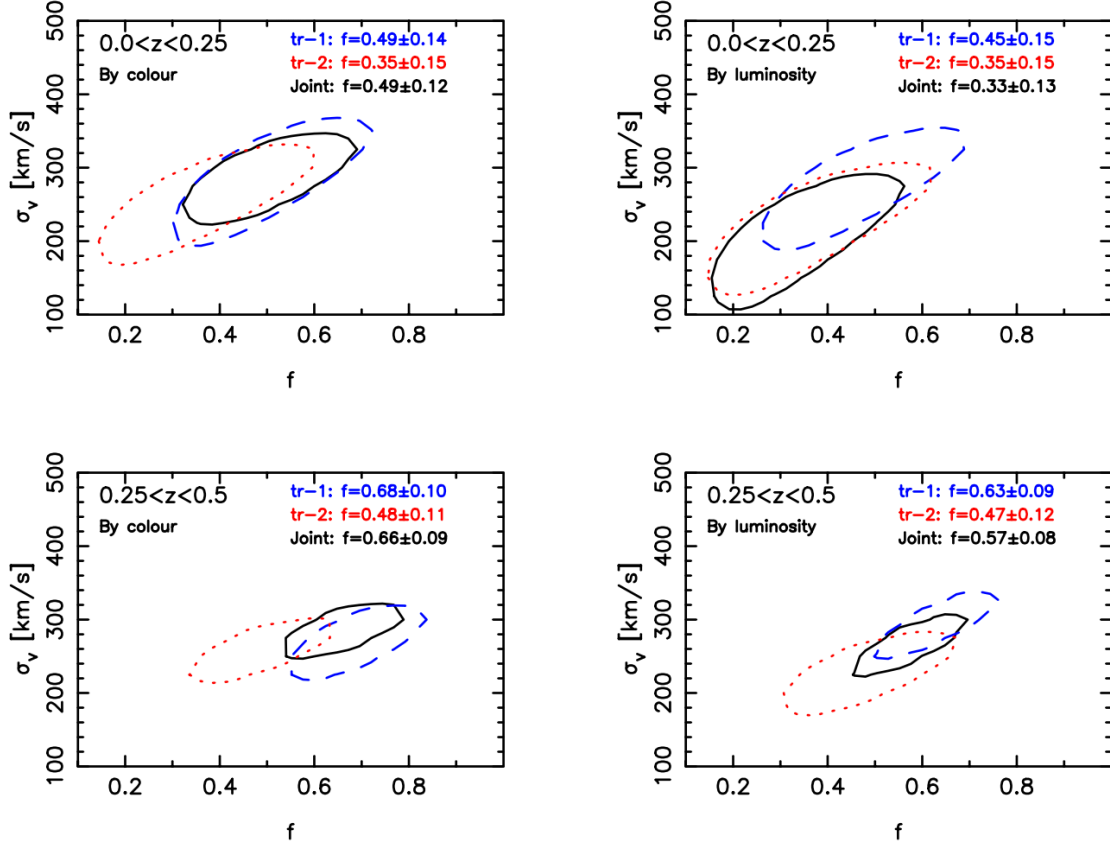 0.0<z<0.25
By colour
tr-1: f=0.49±0.14
tr-2: f=0.35±0.15
Joint: f=0.49±0.12
σv [km/s]
500
400
300
200
100
0.2 0.4 0.6 0.8
f
0.0<z<0.25
By luminosity
tr-1: f=0.45±0.15
tr-2: f=0.35±0.15
Joint: f=0.33±0.13
σv [km/s]
500
400
300
200
100
0.2 0.4 0.6 0.8
f
0.25<z<0.5
By colour
tr-1: f=0.68±0.10
tr-2: f=0.48±0.11
Joint: f=0.66±0.09
σv [km/s]
500
400
300
200
100
0.2 0.4 0.6 0.8
f
0.25<z<0.5
By luminosity
tr-1: f=0.63±0.09
tr-2: f=0.47±0.12
Joint: f=0.57±0.08
σv [km/s]
500
400
300
200
100
0.2 0.4 0.6 0.8
f